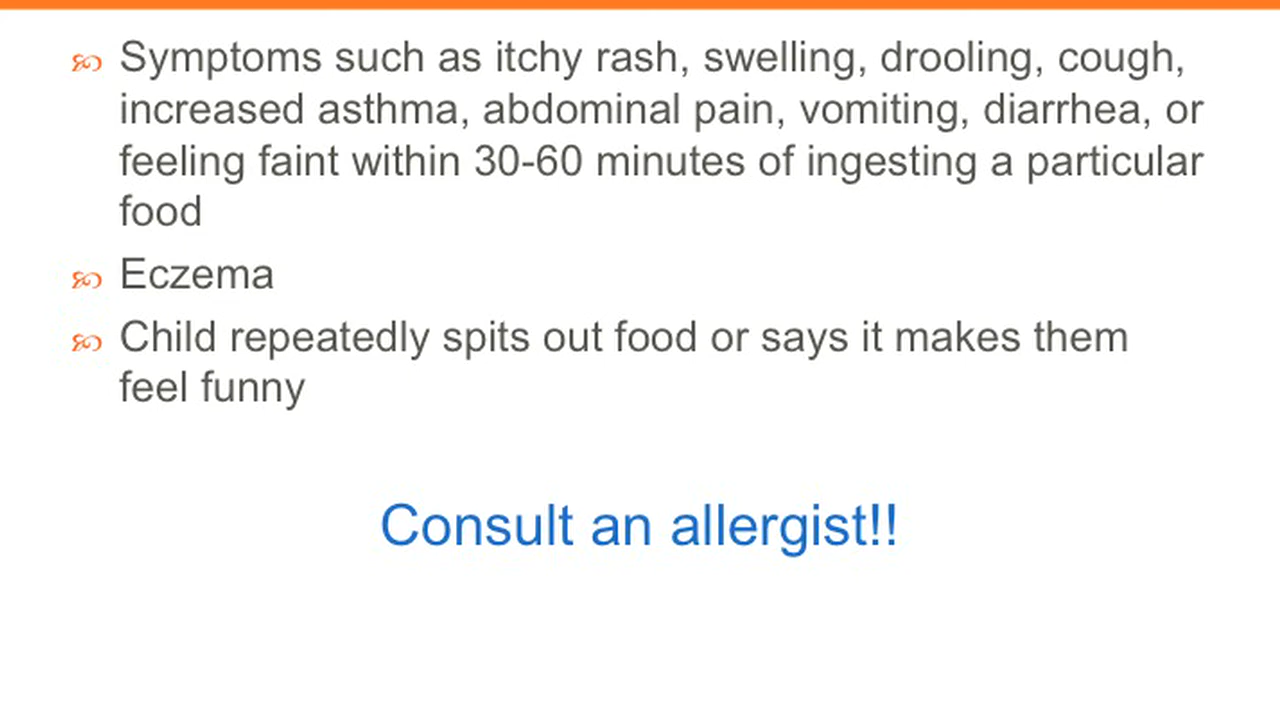 Symptoms such as itchy rash, swelling, drooling, cough,
increased asthma, abdominal pain, vomiting, diarrhea, or
feeling faint within 30-60 minutes of ingesting a particular
food
Eczema
Child repeatedly spits out food or says it makes them
feel funny
Consult an allergist!!